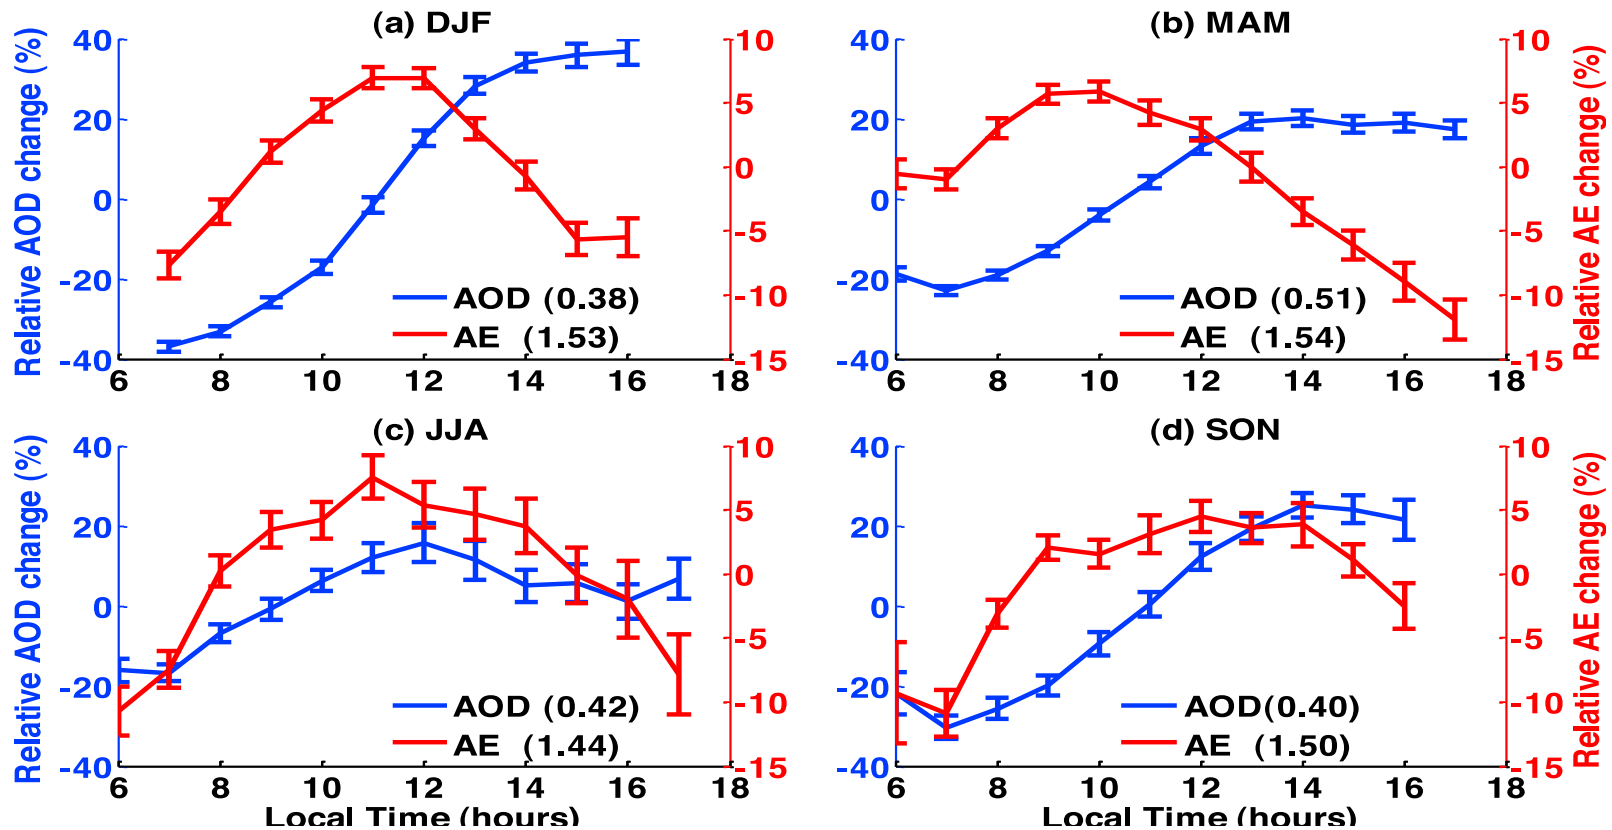 (a) DJF
Relative AOD change (%)
40
20
0
-20
-40
10
5
0
-5
-10
-15
AOD (0.38)
AE (1.53)
6 8 10 12 14 16 18
(b) MAM
40
20
0
-20
-40
10
5
0
-5
-10
-15
Relative AE change (%)
AOD (0.51)
AE (1.54)
6 8 10 12 14 16 18
(c) JJA
Relative AOD change (%)
40
20
0
-20
-40
10
5
0
-5
-10
-15
AOD (0.42)
AE (1.44)
6 8 10 12 14 16 18
Local Time (hours)
(d) SON
40
20
0
-20
-40
10
5
0
-5
-10
-15
Relative AE change (%)
AOD(0.40)
AE (1.50)
6 8 10 12 14 16 18
Local Time (hours)